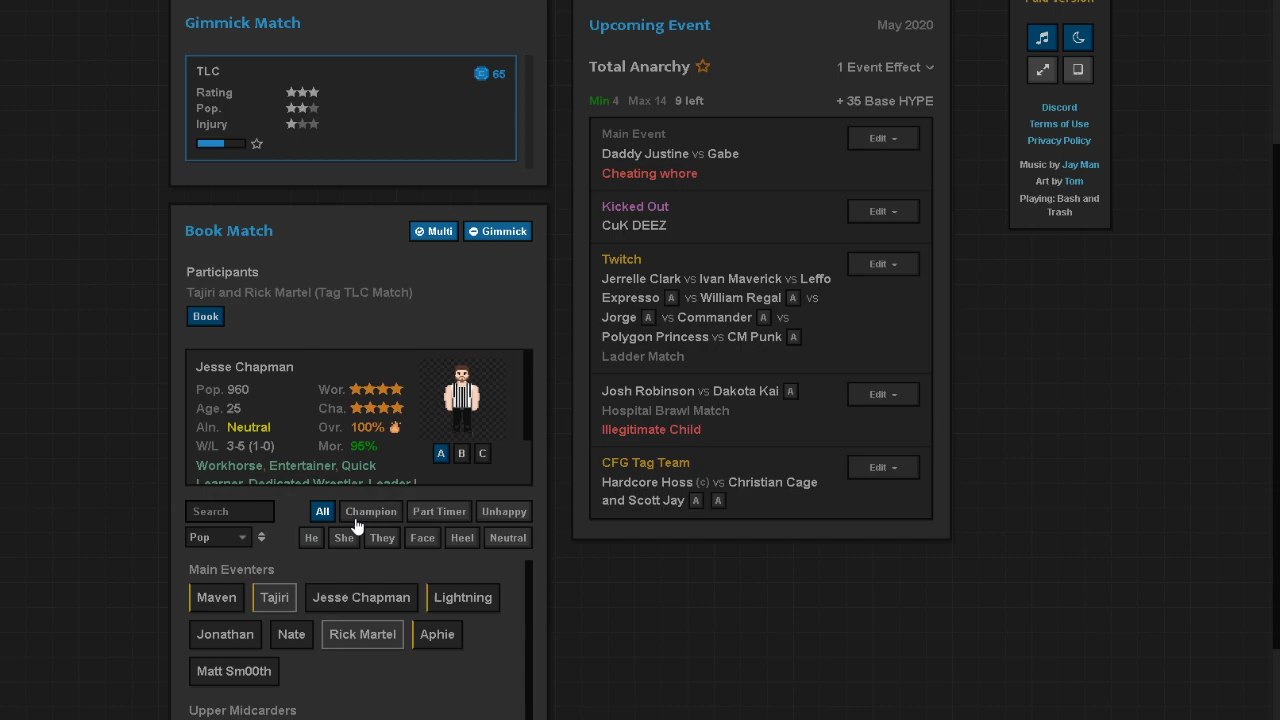 Gimmick Match
TLC
65
Rating
Pop.
Injury
Book Match
Multi
Gimmick
Participants
Tajiri and Rick Martel (Tag TLC Match)
Book
Jesse Chapman
Pop. 960
Wor.
Age. 25
Cha.
Aln. Neutral
Ovr. 100%
W/L 3-5 (1-0)
Mor. 95%
A B C
Workhorse, Entertainer, Quick
Learner, Dedicated Wrestler, Leader
Search
All Champion Part Timer Unhappy
Pop
He She They Face Heel Neutral
Main Eventers
Maven Tajiri Jesse Chapman Lightning
Jonathan Nate Rick Martel Aphie
Matt Sm00th
Upper Midcarders
Upcoming Event
May 2020
Total Anarchy
1 Event Effect
Min 4 Max 14 9 left
+ 35 Base HYPE
Main Event
Edit
Daddy Justine vs Gabe
Cheating whore
Kicked Out
Edit
CuK DEEZ
Twitch
Edit
Jerrelle Clark vs Ivan Maverick vs Leffo
Expresso A vs William Regal A vs
Jorge A vs Commander A vs
Polygon Princess vs CM Punk A
Ladder Match
Josh Robinson vs Dakota Kai A
Edit
Hospital Brawl Match
Illegitimate Child
CFG Tag Team
Edit
Hardcore Hoss (c) vs Christian Cage
and Scott Jay A A
Discord
Terms of Use
Privacy Policy
Music by Jay Man
Art by Tom
Playing: Bash and
Trash